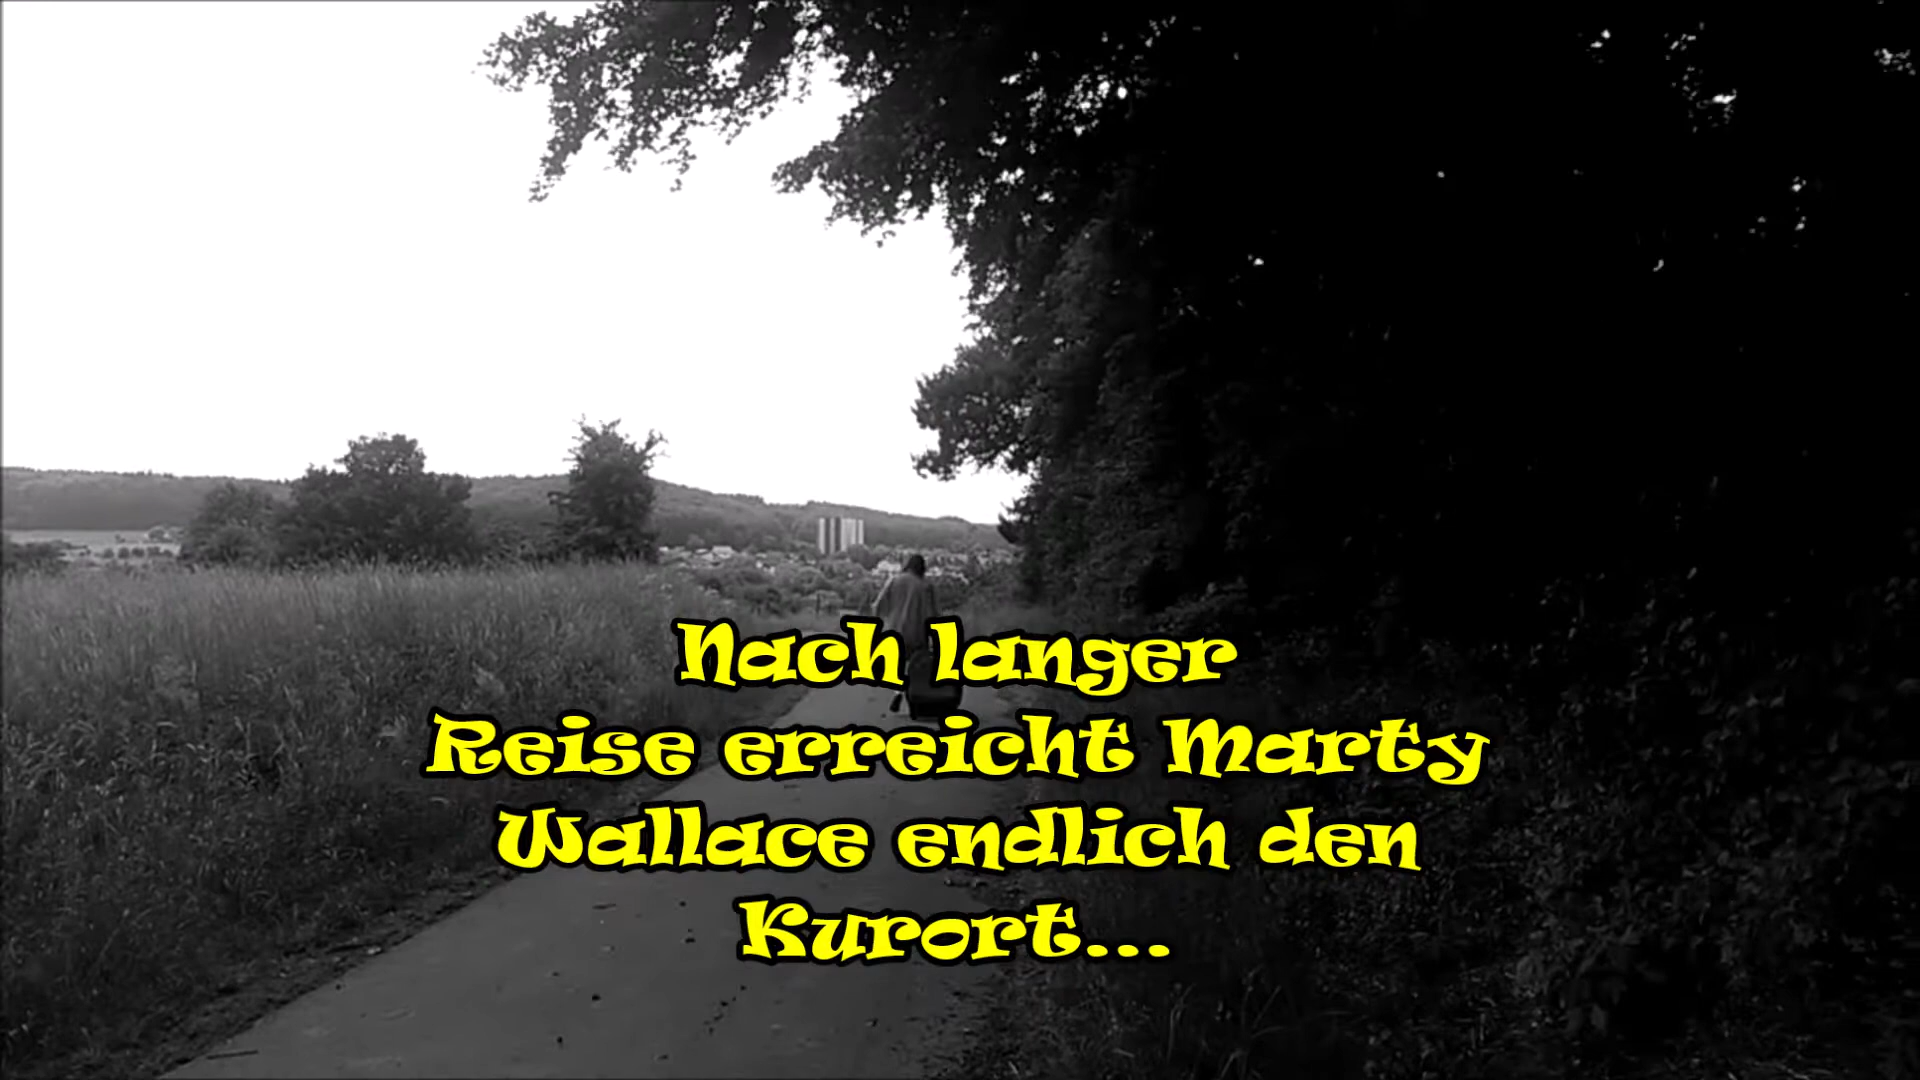 Nach langer
Reise erreicht Marty
Wallace endlich den
Kurort...